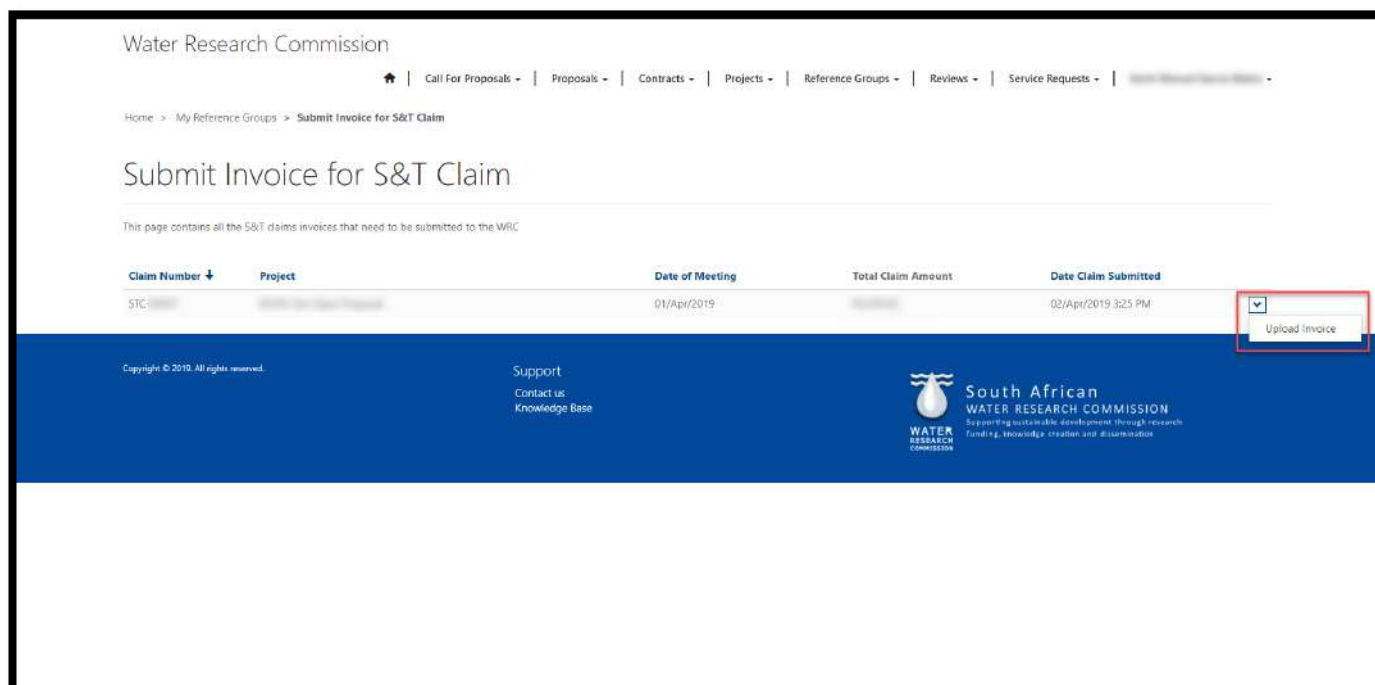 Water Research Commission
Call For Proposals | Proposals | Contracts | Projects | Reference Groups | Reviews | Service Requests |
Home > My Reference Groups > Submit Invoice for S&T Claim
Submit Invoice for S&T Claim
This page contains all the S&T claims invoices that need to be submitted to the WRC
Claim Number Project Date of Meeting Total Claim Amount Date Claim Submitted
STC- 01/Apr/2019 02/Apr/2019 3:25 PM
Upload Invoice
Copyright © 2019. All rights reserved.
Support
Contact us
Knowledge Base
WATER
RESEARCH
COMMISSION
South African
WATER RESEARCH COMMISSION
Supporting sustainable development through research
funding, knowledge creation and dissemination